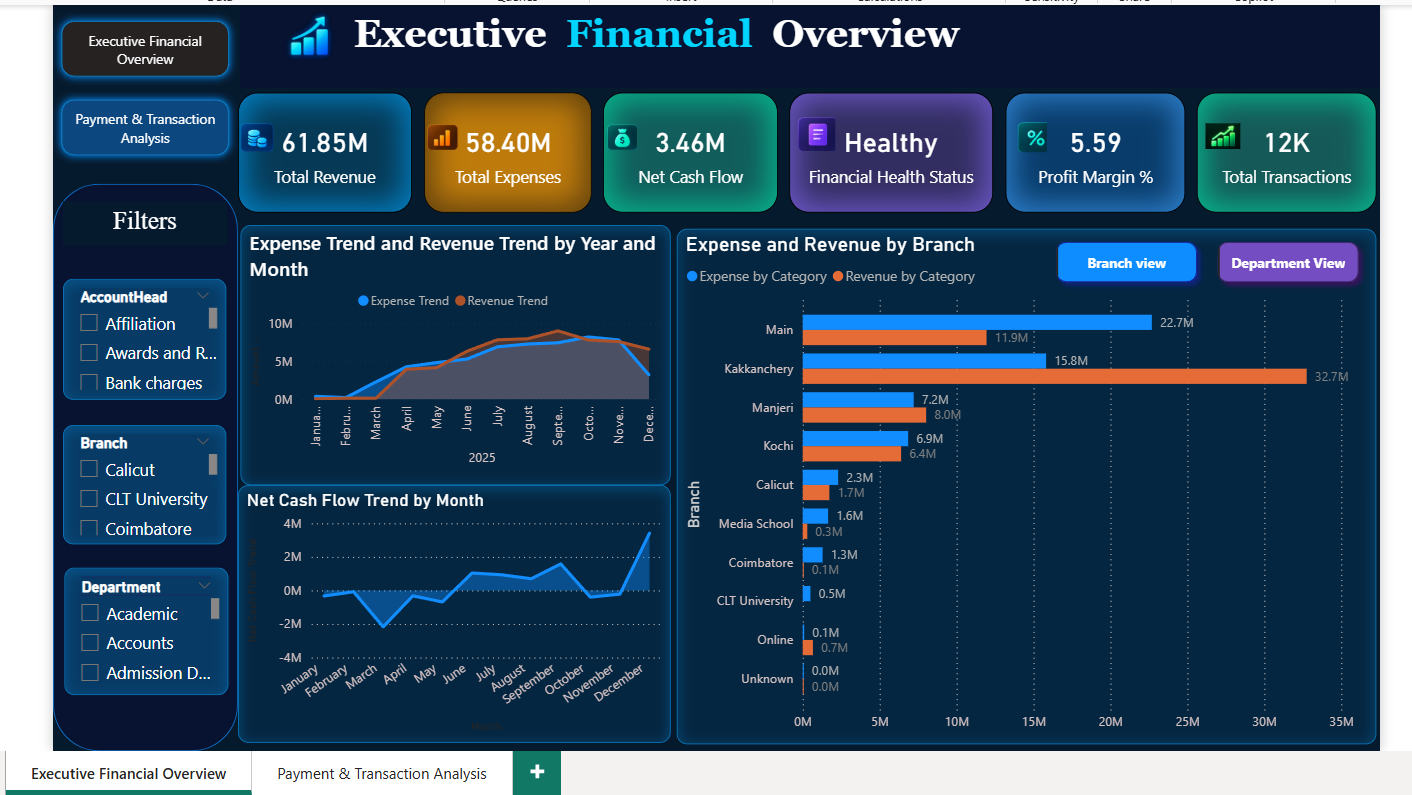 Executive Financial
Overview
Payment & Transaction
Analysis
Executive Financial Overview
61.85M
Total Revenue
58.40M
Total Expenses
3.46M
Net Cash Flow
Healthy
Financial Health Status
%
5.59
Profit Margin %
12K
Total Transactions
Filters
AccountHead
Affiliation
Awards and R...
Bank charges
Branch
Calicut
CLT University
Coimbatore
Department
Academic
Accounts
Admission D...
Expense Trend and Revenue Trend by Year and
Month
Expense Trend Revenue Trend
10M
5M
0M
Janua...
Febru...
March
April
May
June
July
August
Septe...
Octo...
Nove...
Dece...
2025
Net Cash Flow Trend by Month
4M
2M
0M
-2M
-4M
January
February
March
April
May
June
July
August
September
October
November
December
Expense and Revenue by Branch
Branch view
Department View
Expense by Category Revenue by Category
Branch
Main 22.7M
11.9M
Kakkanchery 15.8M
32.7M
Manjeri 7.2M
8.0M
Kochi 6.9M
6.4M
Calicut 2.3M
1.7M
Media School 1.6M
0.3M
Coimbatore 1.3M
0.1M
CLT University 0.5M
Online 0.1M
0.7M
Unknown 0.0M
0.0M
0M 5M 10M 15M 20M 25M 30M 35M
Executive Financial Overview
Payment & Transaction Analysis
+